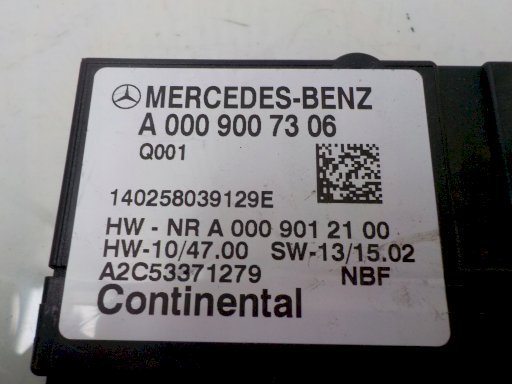 MERCEDES-BENZ
A 000 900 73 06
Q001
140258039129E
HW - NR A 000 901 21 00
HW-10/47.00 SW-13/15.02
A2C53371279 NBF
Continental